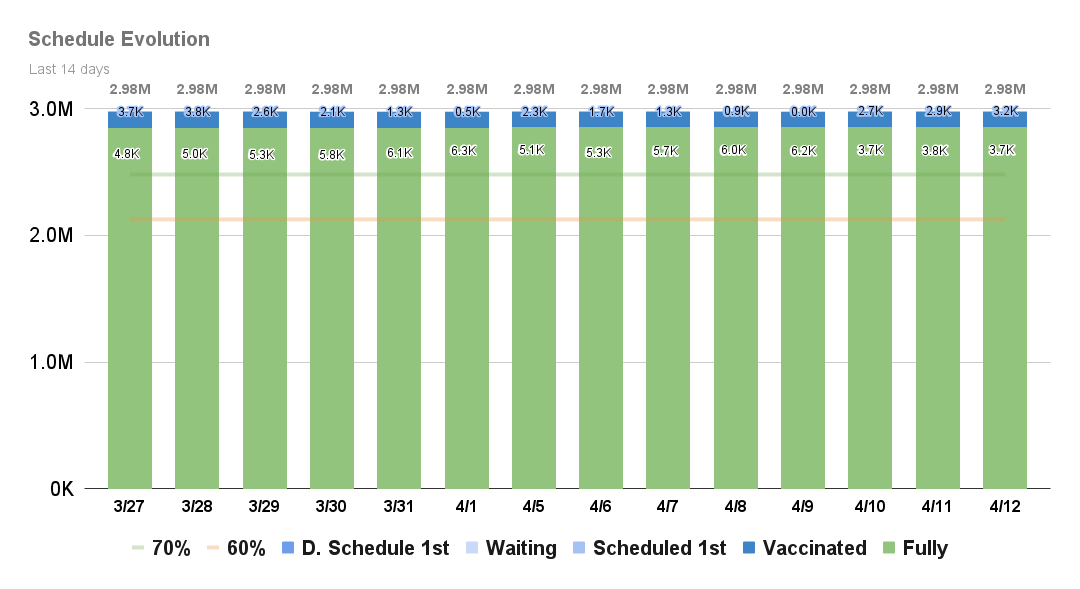 Schedule Evolution
Last 14 days
2.98M 2.98M 2.98M 2.98M 2.98M 2.98M 2.98M 2.98M 2.98M 2.98M 2.98M 2.98M 2.98M 2.98M
3.0M
3.7K 3.8K 2.6K 2.1K 1.3K 0.5K 2.3K 1.7K 1.3K 0.9K 0.0K 2.7K 2.9K 3.2K
4.8K 5.0K 5.3K 5.8K 6.1K 6.3K 5.1K 5.3K 5.7K 6.0K 6.2K 3.7K 3.8K 3.7K
2.0M
1.0M
0K
3/27 3/28 3/29 3/30 3/31 4/1 4/5 4/6 4/7 4/8 4/9 4/10 4/11 4/12
70% 60% D. Schedule 1st Waiting Scheduled 1st Vaccinated Fully